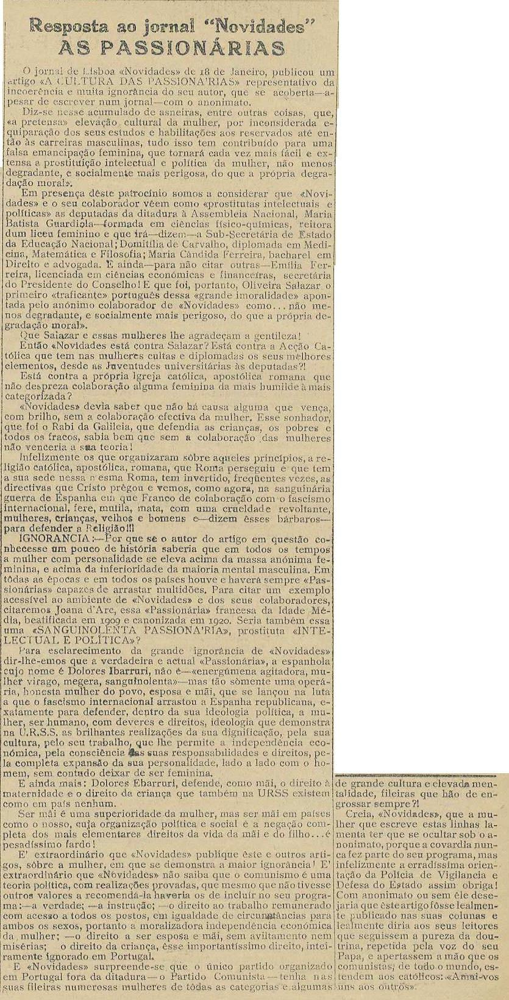 Resposta ao jornal "Novidades"
AS PASSIONÁRIAS
O jornal de Lisboa «Novidades» de 18 de Janeiro, publicou um
artigo «A CULTURA DAS PASSIONA'RIAS» representativo da
incoerência e muita ignorância do seu autor, que se acoberta—a-
pesar de escrever num jornal—com o anonimato.
Diz-se nesse acumulado de asneiras, entre outras coisas, que,
«a pretensa» elevação cultural da mulher, por inconsiderada e-
quiparação dos seus estudos e habilitações aos reservados até en-
tão às carreiras masculinas, tudo isso tem contribuído para uma
falsa emancipação feminina, que tornará cada vez mais fácil e ex-
tensa a prostituição intelectual e política da mulher, não menos
degradante, e socialmente mais perigosa, do que a própria degra-
dação moral».
Em presença dêste patrocínio somos a considerar que «Novi-
dades» e o seu colaborador vêem como «prostitutas intelectuais e
políticas» as deputadas da ditadura à Assembleia Nacional, Maria
Batista Guardiola—formada em ciências físico-químicas, reitora
dum liceu feminino e que irá—dizem—a Sub-Secretária de Estado
da Educação Nacional; Domitília de Carvalho, diplomada em Medi-
cina, Matemática e Filosofia; Maria Cândida Ferreira, bacharel em
Direito e advogada. E ainda—para não citar outras—Emília Fer-
reira, licenciada em ciências económicas e financeiras, secretária
do Presidente do Conselho! E que foi, portanto, Oliveira Salazar o
primeiro «traficante» português dessa «grande imoralidade» apon-
tada pelo anónimo colaborador de «Novidades» como... não me-
nos degradante, e socialmente mais perigoso, do que a própria de-
gradação moral».
Que Salazar e essas mulheres lhe agradeçam a gentileza!
Então «Novidades está contra Salazar? Está contra a Acção Ca-
tólica que tem nas mulheres cultas e diplomadas os seus melhores
elementos, desde as Juventudes universitárias às deputadas?!
Está contra a própria Igreja católica, apostólica romana que
não despreza colaboração alguma feminina da mais humilde à mais
categorizada?
«Novidades» devia saber que não há causa alguma que vença,
com brilho, sem a colaboração efectiva da mulher. Esse sonhador,
que foi o Rabi da Galileia, que defendia as crianças, os pobres e
todos os fracos, sabia bem que sem a colaboração das mulheres
não venceria a sua teoria!
Infelizmente os que organizaram sôbre aqueles princípios, a re-
ligião católica, apostólica, romana, que Roma perseguiu e que tem
a sua sede nessa mesma Roma, tem invertido, freqüentes vezes, as
directivas que Cristo prêgou e vemos, como agora, na sanguinária
guerra de Espanha em que Franco de colaboração com o fascismo
internacional, fere, mutila, mata, com uma crueldade revoltante,
mulheres, crianças, velhos e homens e—dizem êsses bárbaros—
para defender a Religião!!!
IGNORANCIA:—Por que se o autor do artigo em questão co-
nhecesse um pouco de história saberia que em todos os tempos
a mulher com personalidade se eleva acima da massa anónima fe-
minina, e acima da inferioridade da maioria mental masculina. Em
tôdas as épocas e em todos os países houve e haverá sempre «Pas-
sionárias» capazes de arrastar multidões. Para citar um exemplo
acessível ao ambiente de «Novidades» e dos seus colaboradores,
citaremos Joana d'Arc, essa «Passionária» francesa da Idade Mé-
dia, beatificada em 1909 e canonizada em 1920. Seria também essa
uma «SANGUINOLENTA PASSIONA'RIA», prostituta «INTE-
LECTUAL E POLÍTICA»?
Para esclarecimento da grande ignorância de «Novidades»
dir-lhe-emos que a verdadeira e actual «Passionária», a espanhola
cujo nome é Dolores Ibarruri, não é—«energúmena agitadora, mu-
lher virago, megera, sanguinolenta»—mas tão sòmente uma operá-
ria, honesta mulher do povo, esposa e mãi, que se lançou na luta
a que o fascismo internacional arrastou a Espanha republicana, e-
xatamente para defender, dentro da sua ideologia política, a mu-
lher, ser humano, com deveres e direitos, ideologia que demonstra
na U.R.S.S. as brilhantes realizações da sua dignificação, pela sua
cultura, pelo seu trabalho, que lhe permite a independência eco-
nómica, pela consciência das suas responsabilidades e direitos, pe-
la completa expansão da sua personalidade, lado a lado com o ho-
mem, sem contudo deixar de ser feminina.
E ainda mais: Dolores Ebarruri, defende, como mãi, o direito à
maternidade e o direito da criança que também na URSS existem
como em país nenhum.
Ser mãi é uma superioridade da mulher, mas ser mãi em países
como o nosso, cuja organização política e social é a negação com-
pleta dos mais elementares direitos da vida da mãi e do filho... é
pesadíssimo fardo!
E' extraordinário que «Novidades» publique êste e outros arti-
gos, sôbre a mulher, em que se demonstra a maior ignorância! E'
extraordinário que «Novidades» não saiba que o comunismo é uma
teoria política, com realizações provadas, que mesmo que não tivesse
outros valores a recomendá-la haveria os de incluir no seu progra-
ma:—a verdade; —a instrução; —o direito ao trabalho remunerado
com acesso a todos os postos, em igualdade de circunstâncias para
ambos os sexos, portanto a moralizadora independência económica
da mulher; —o direito a ser esposa e mãi, sem aviltamento nem
misérias; o direito da criança, êsse importantíssimo direito, intei-
ramente ignorado em Portugal.
E «Novidades» surpreende-se que o único partido organizado
em Portugal fora da ditadura—o Partido Comunista—tenha nas
suas fileiras numerosas mulheres de tôdas as categorias e algumas
de grande cultura e elevada men-
talidade, fileiras que hão de en-
grossar sempre?!
Creia, «Novidades», que a mu-
lher que escreve estas linhas la-
menta ter que se ocultar sob o a-
nonimato, porque a covardia nun-
ca fez parte do seu programa, mas
infelizmente a erradíssima orien-
tação da Polícia de Vigilancia e
Defesa do Estado assim obriga!
Com anonimato ou sem êle dese-
jaria que êste artigo fôsse lealmen-
te publicado nas suas colunas e
lealmente diria aos seus leitores
que seguissem a pureza da dou-
trina, repetida pela voz do seu
Papa, e apertassem a mão que os
comunistas, de todo o mundo, es-
tendem aos católicos: «Amai-vos
uns aos outros».